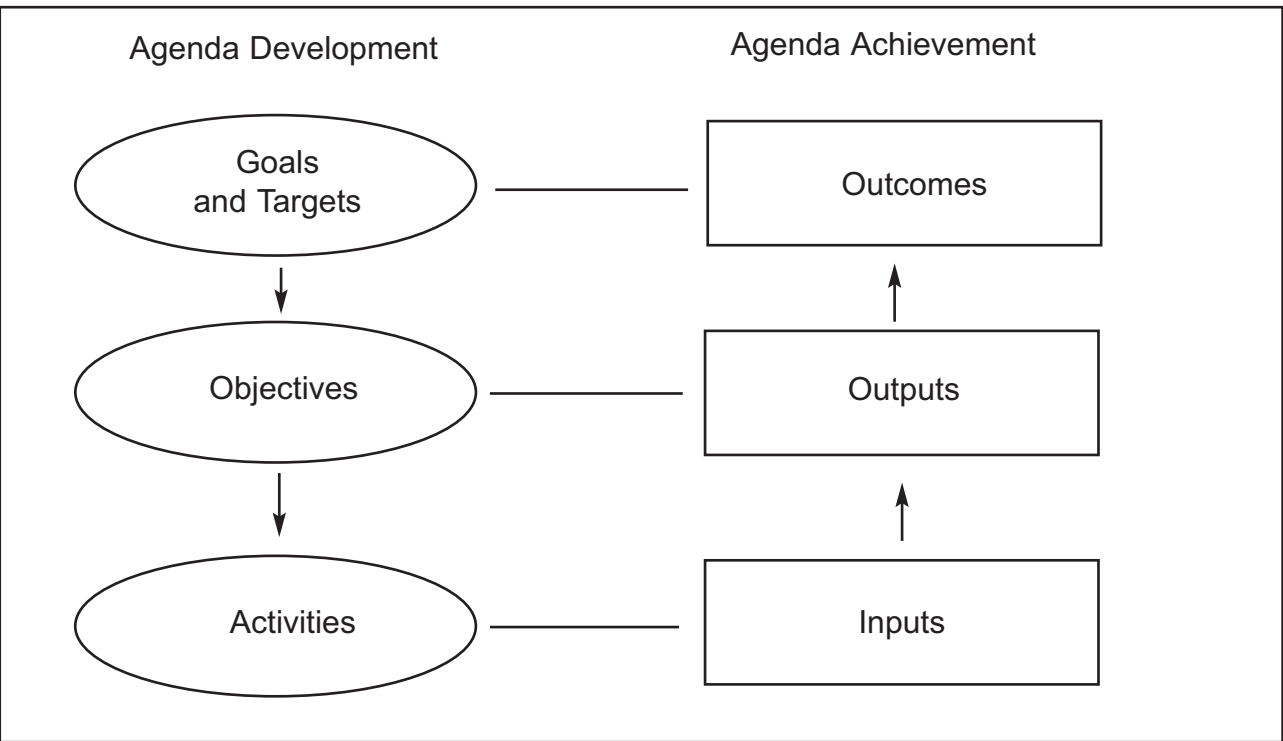 Agenda Development
Agenda Achievement
Goals
and Targets
Outcomes
Objectives
Outputs
Activities
Inputs